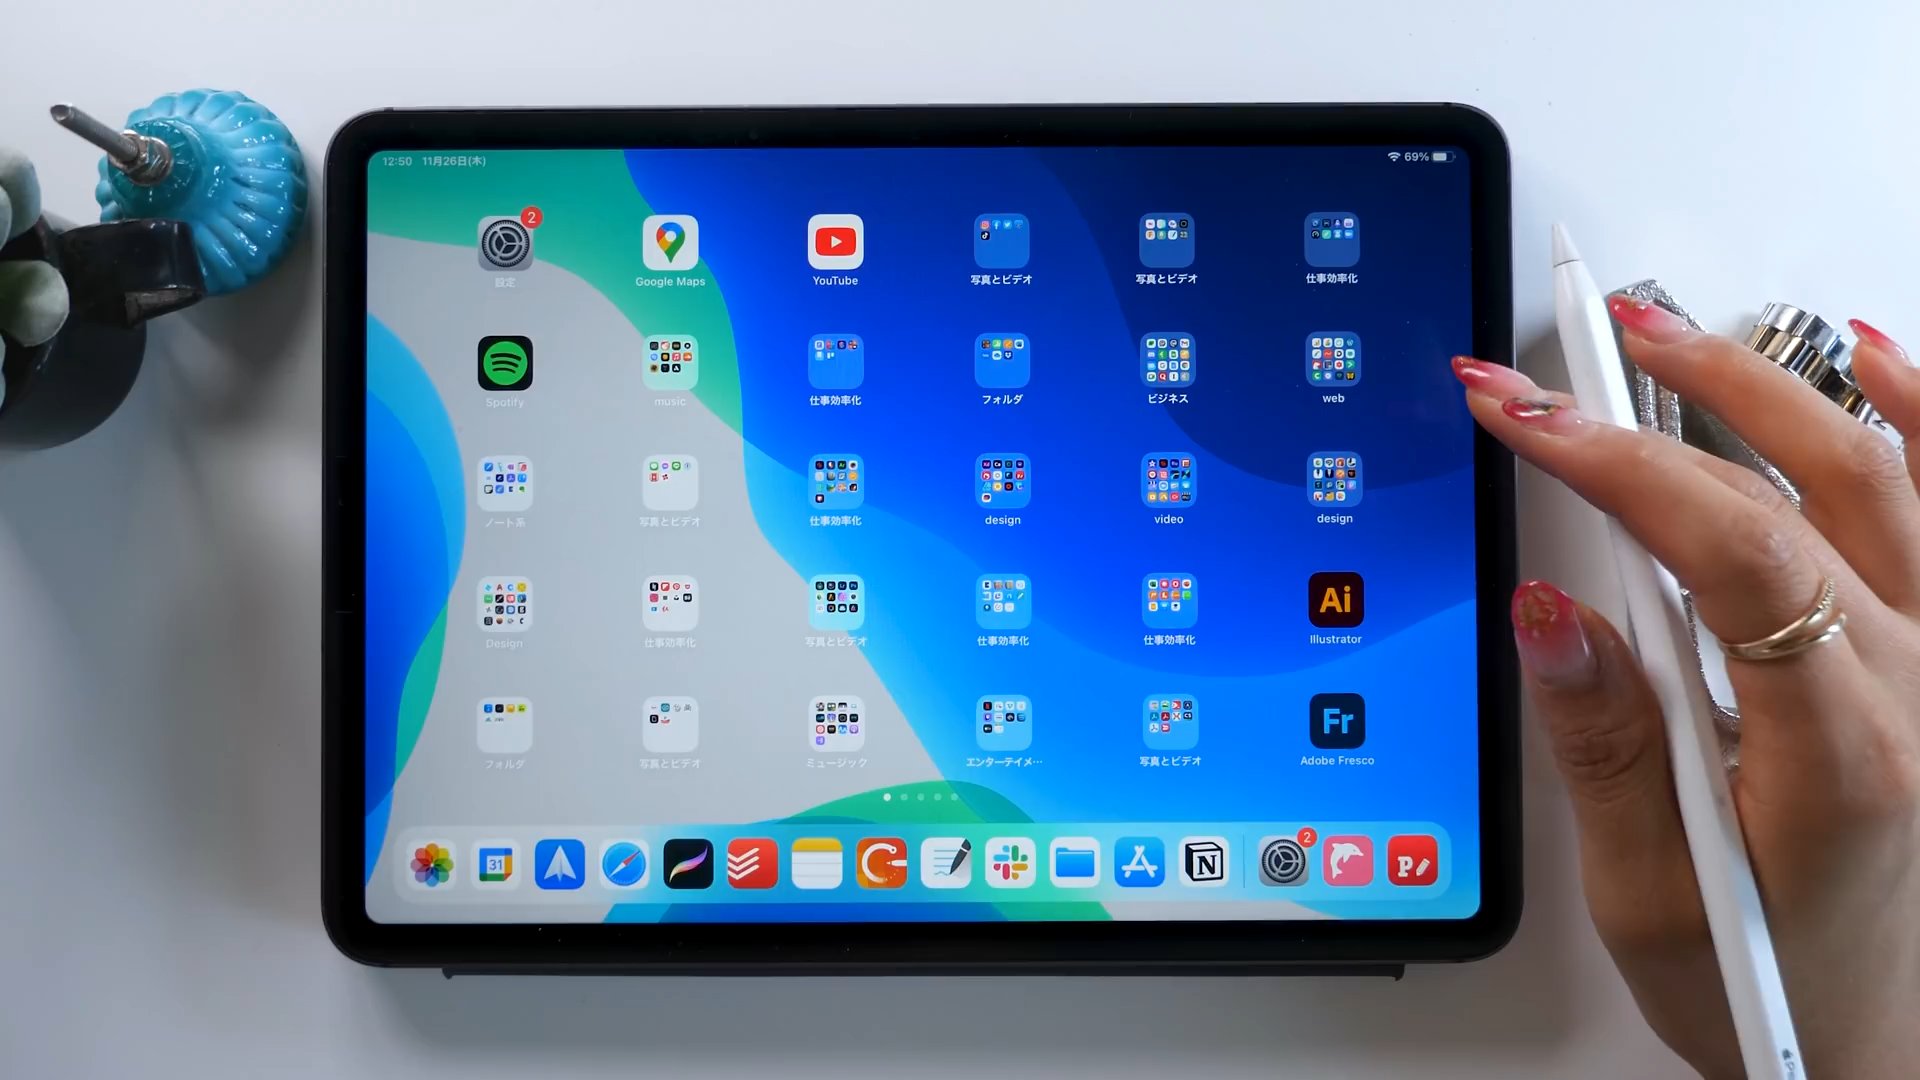 12:50 11月26日(木)
69%
2
設定
Google Maps
YouTube
写真とビデオ
写真とビデオ
仕事効率化
Spotify
music
仕事効率化
フォルダ
ビジネス
web
ノート系
写真とビデオ
仕事効率化
design
video
design
Design
仕事効率化
写真とビデオ
仕事効率化
仕事効率化
Ai
Illustrator
フォルダ
写真とビデオ
ミュージック
エンターテイメ…
写真とビデオ
Fr
Adobe Fresco
31
N
2
P